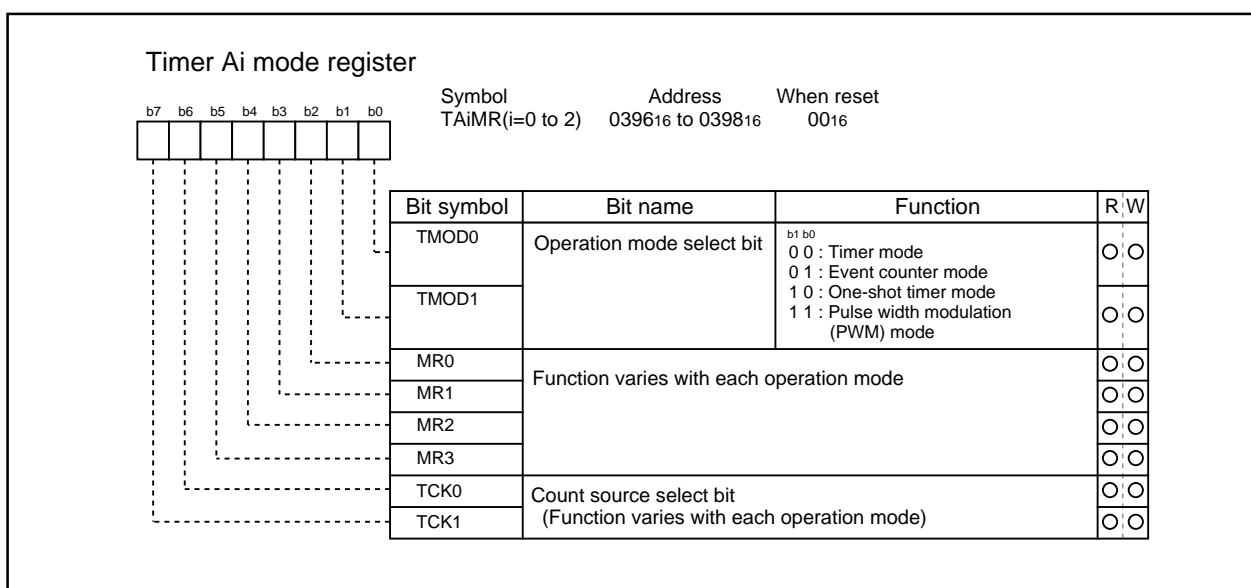 Timer Ai mode register
Symbol Address When reset
TAiMR(i=0 to 2) 039616 to 039816 0016
b7 b6 b5 b4 b3 b2 b1 b0
Bit symbol Bit name Function R W
TMOD0 Operation mode select bit b1 b0
0 0 : Timer mode
0 1 : Event counter mode
TMOD1 1 0 : One-shot timer mode
1 1 : Pulse width modulation
(PWM) mode
MR0 Function varies with each operation mode
MR1
MR2
MR3
TCK0 Count source select bit
TCK1 (Function varies with each operation mode)